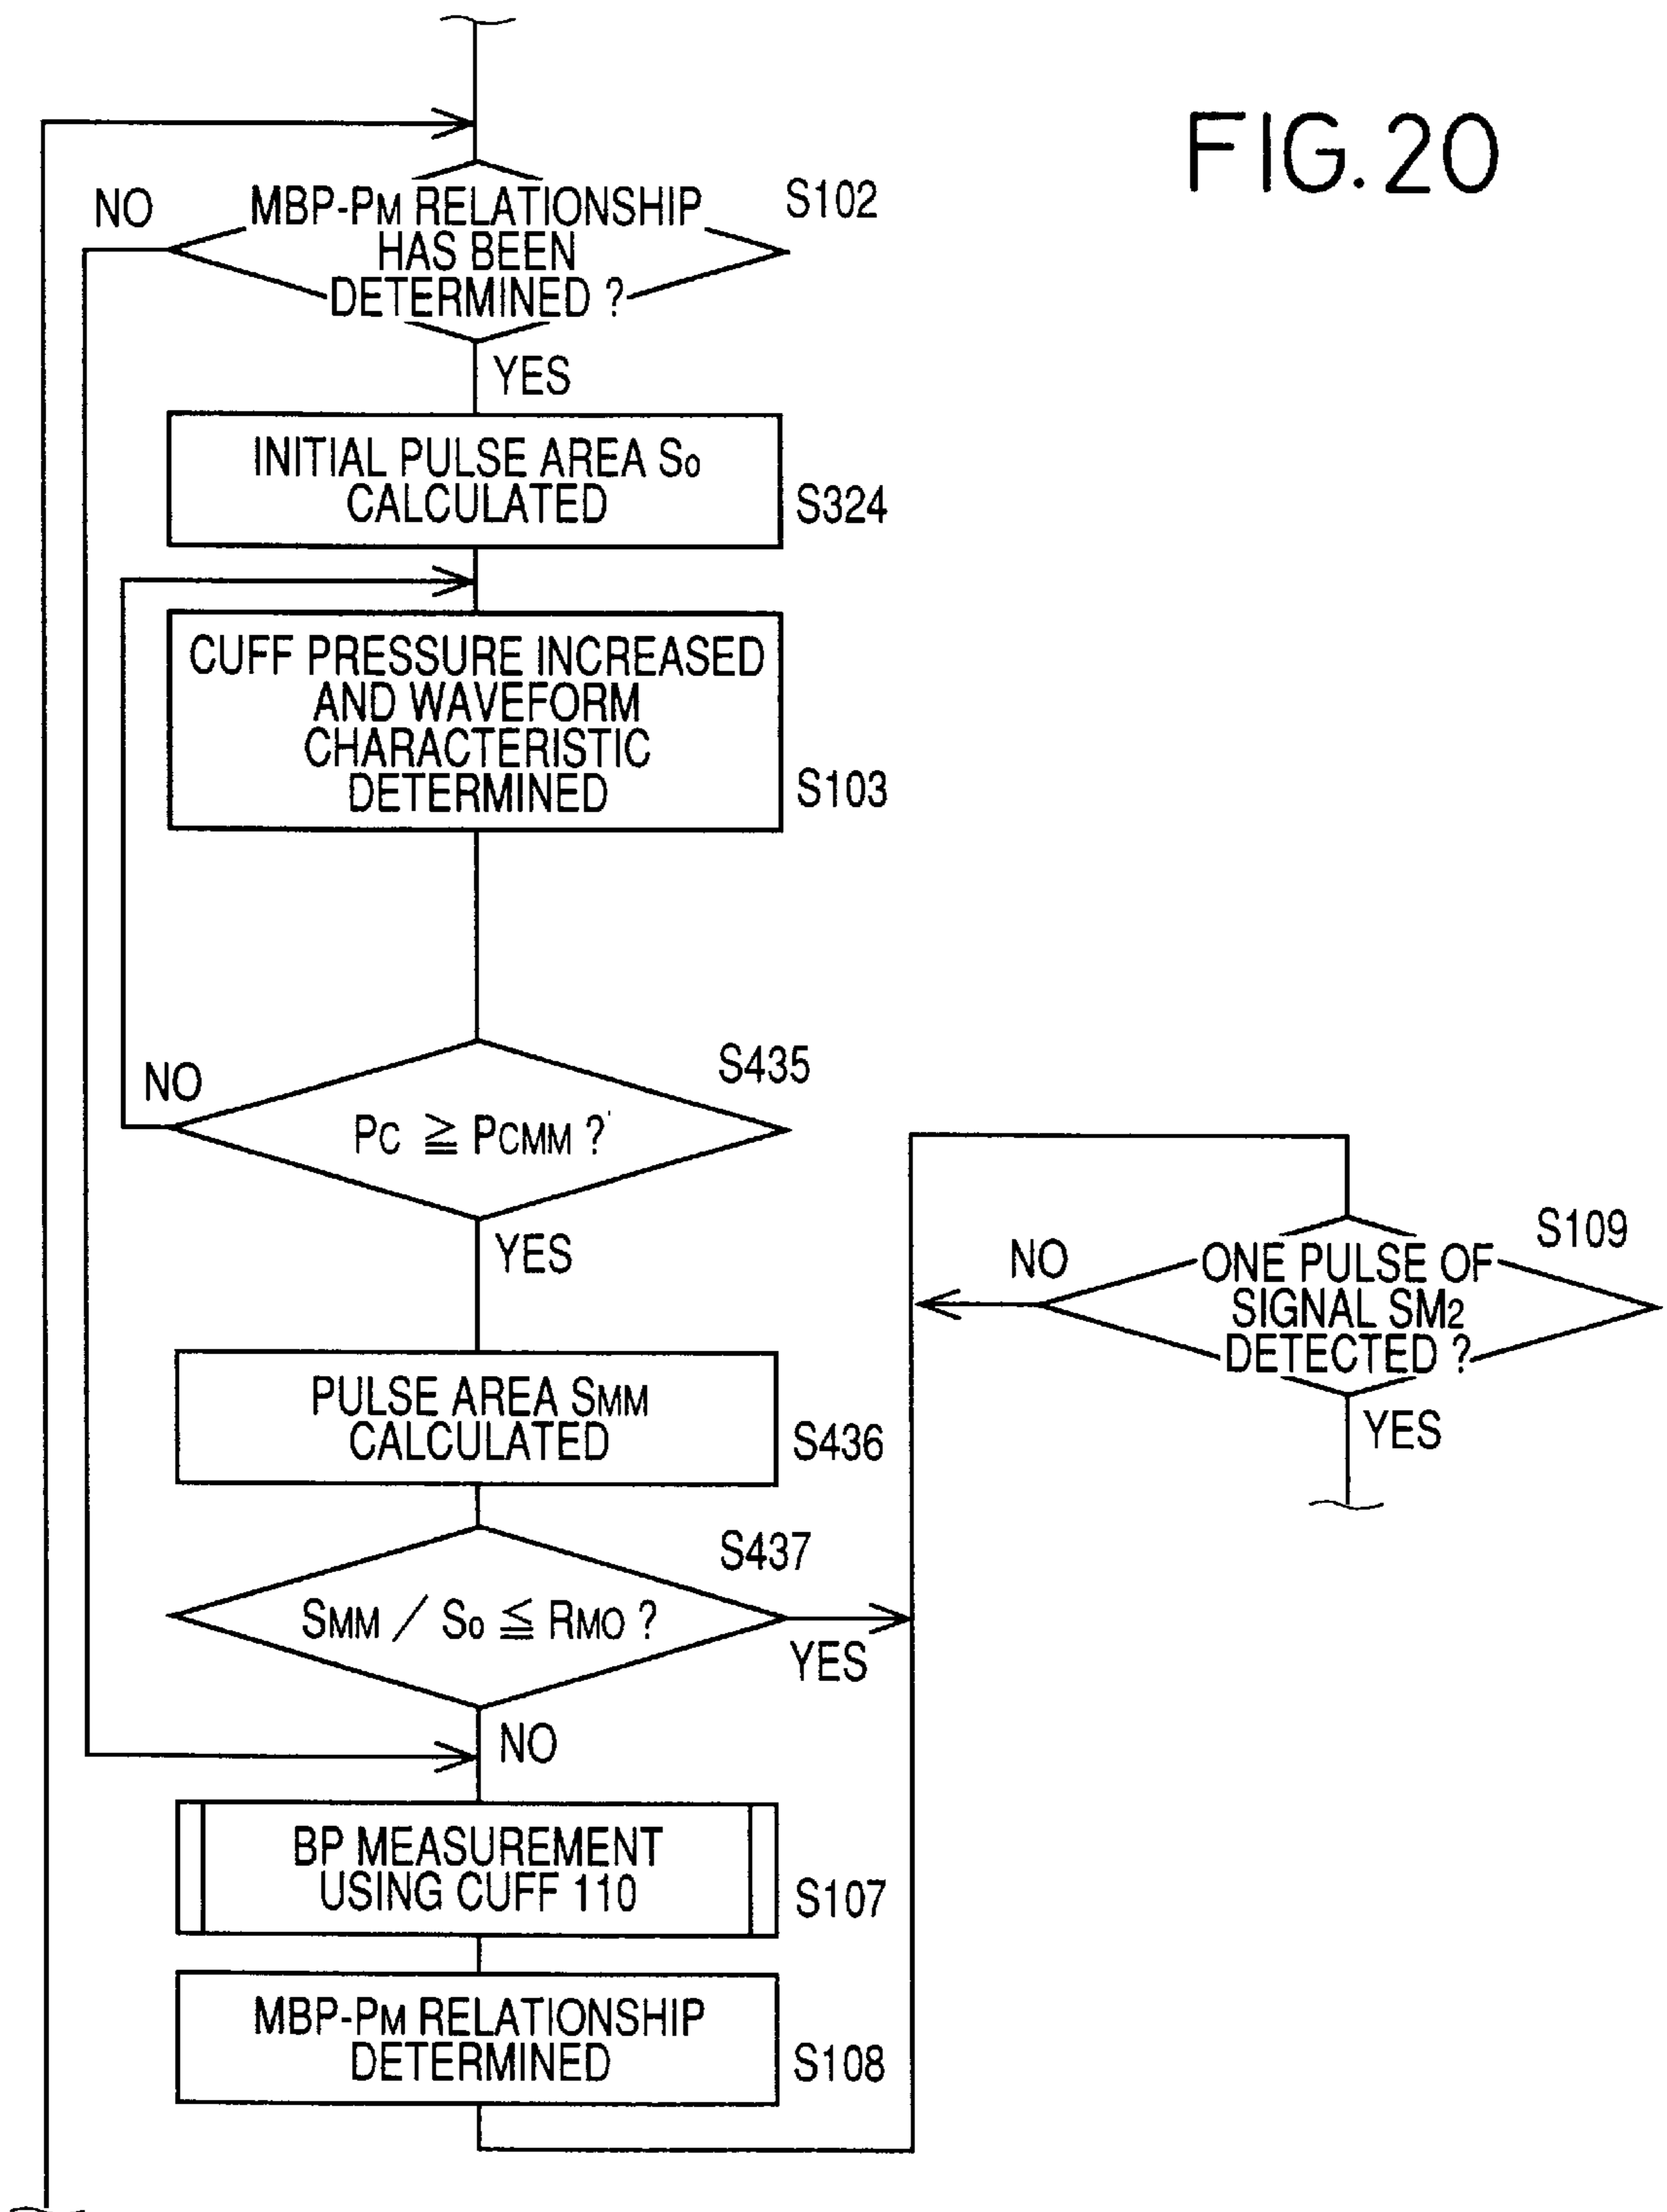 FIG.20
MBP-PM RELATIONSHIP
HAS BEEN
DETERMINED ?
S102
NO
YES
INITIAL PULSE AREA S0
CALCULATED
S324
CUFF PRESSURE INCREASED
AND WAVEFORM
CHARACTERISTIC
DETERMINED
S103
S435
NO
PC ≧ PCMM ?
YES
PULSE AREA SMM
CALCULATED
S436
S437
SMM / S0 ≦ RMO ?
YES
NO
BP MEASUREMENT
USING CUFF 110
S107
MBP-PM RELATIONSHIP
DETERMINED
S108
S109
NO
ONE PULSE OF
SIGNAL SM2
DETECTED ?
YES